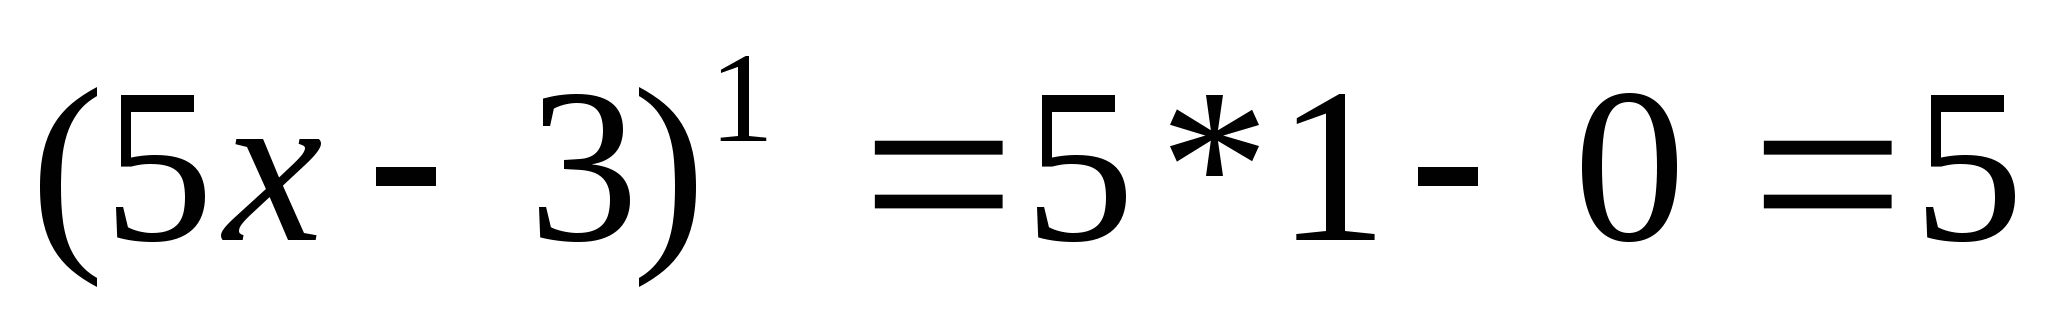 (5x - 3)¹ =5*1- 0 =5